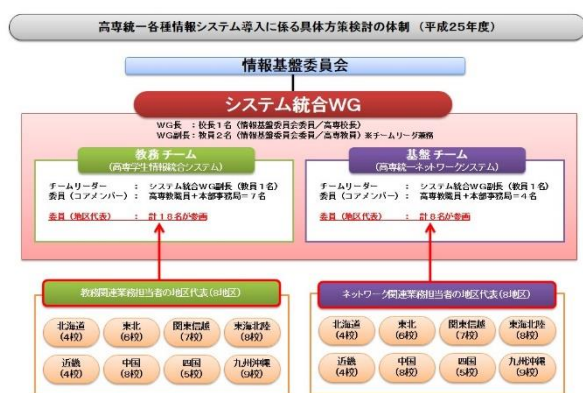 高専統一各種情報システム導入に係る具体方策検討の体制 (平成25年度)
情報基盤委員会
システム統合WG
WG長 : 校長1名 (情報基盤委員会委員/高専校長)
WG副長 : 教員2名 (情報基盤委員会委員/高専教員) ※チームリーダ兼務
教務チーム
(高専学生情報統合システム)
チームリーダー : システム統合WG副長 (教員1名)
委員 (コアメンバー) : 高専教職員+本部事務局=7名
委員 (地区代表) : 計18名が参画
基盤チーム
(高専統一ネットワークシステム)
チームリーダー : システム統合WG副長 (教員1名)
委員 (コアメンバー) : 高専教職員+本部事務局=4名
委員 (地区代表) : 計8名が参画
教務関連業務担当者の地区代表(8地区)
北海道 (4校)
東北 (6校)
関東信越 (7校)
東海北陸 (8校)
近畿 (4校)
中国 (8校)
四国 (5校)
九州沖縄 (9校)
ネットワーク関連業務担当者の地区代表(8地区)
北海道 (4校)
東北 (6校)
関東信越 (7校)
東海北陸 (8校)
近畿 (4校)
中国 (8校)
四国 (5校)
九州沖縄 (9校)